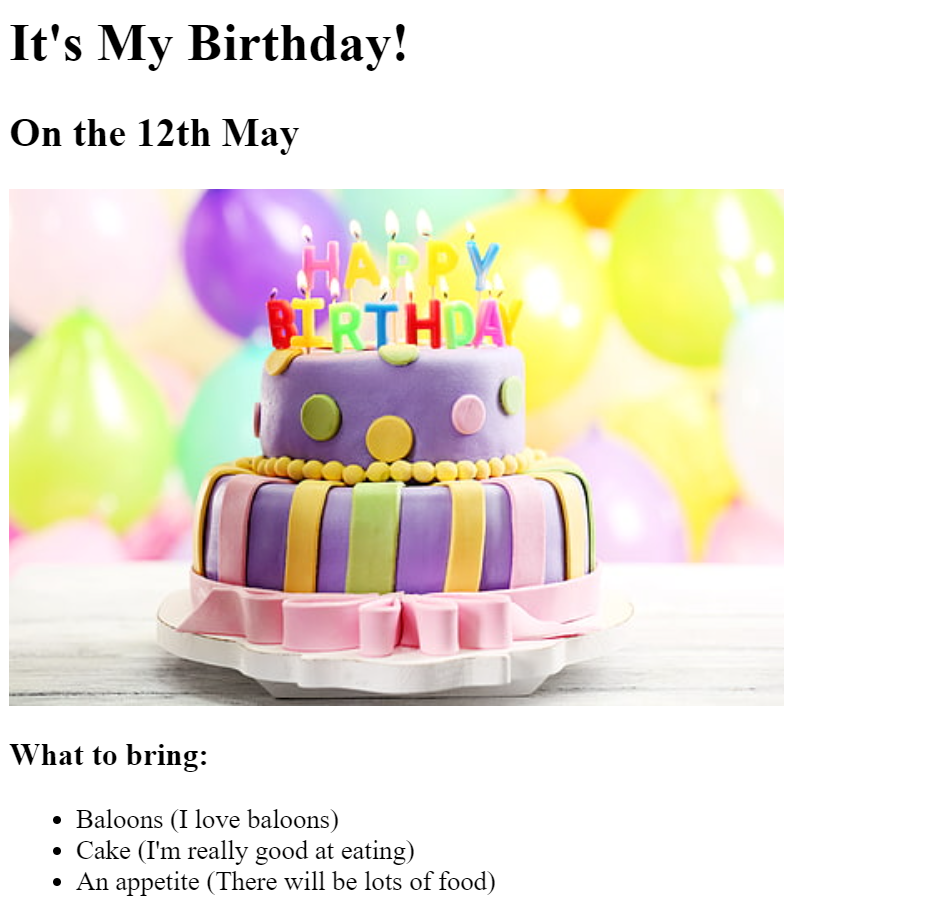 It's My Birthday!
On the 12th May
HAPPY
BIRTHDAY
What to bring:
Baloons (I love baloons)
Cake (I'm really good at eating)
An appetite (There will be lots of food)